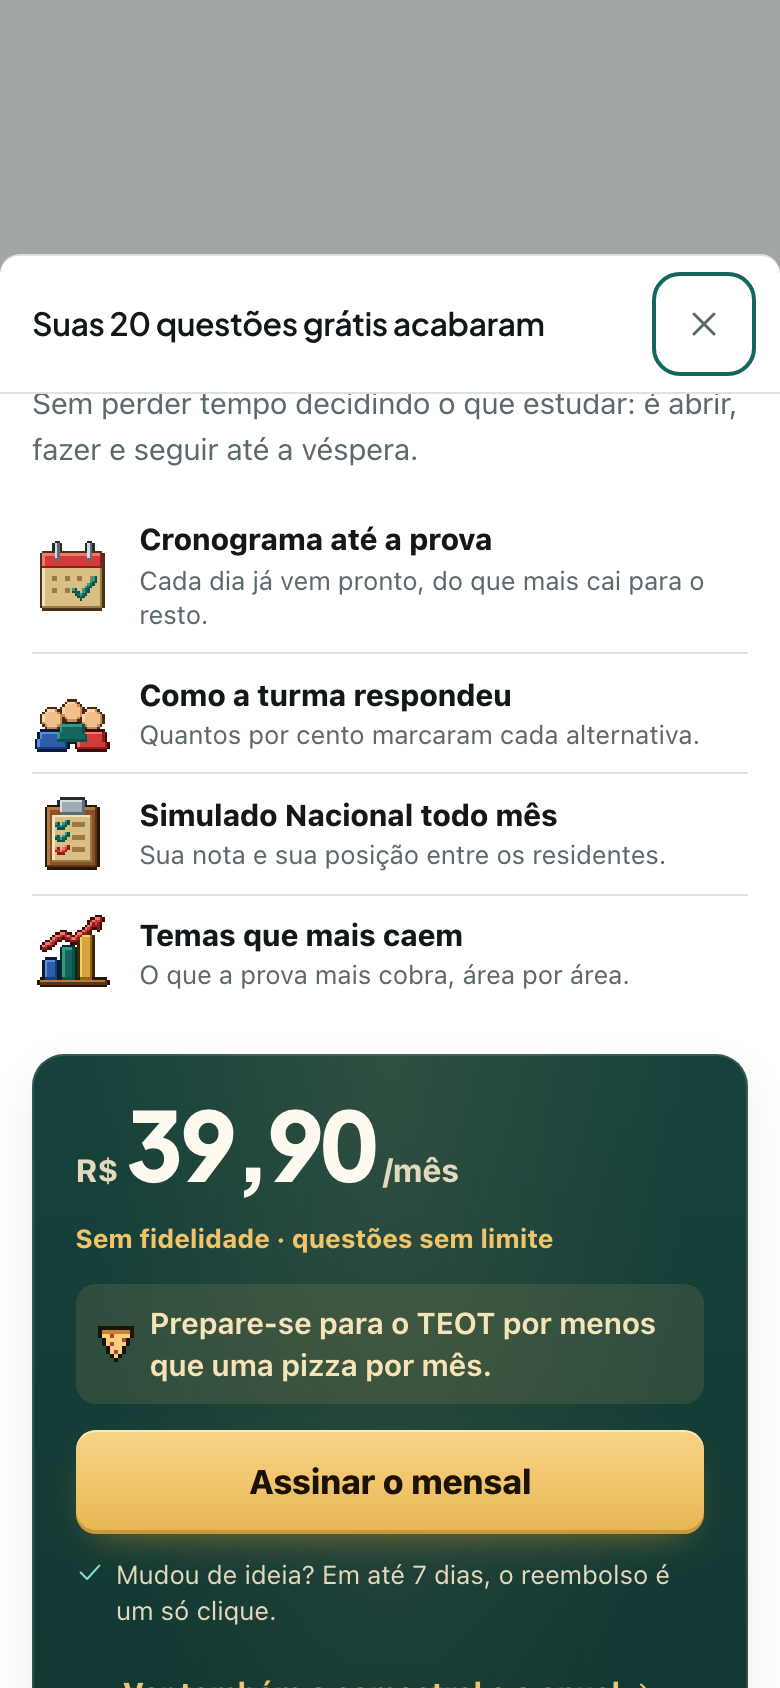 Suas 20 questões grátis acabaram
Sem perder tempo decidindo o que estudar: é abrir,
fazer e seguir até a véspera.
Cronograma até a prova
Cada dia já vem pronto, do que mais cai para o
resto.
Como a turma respondeu
Quantos por cento marcaram cada alternativa.
Simulado Nacional todo mês
Sua nota e sua posição entre os residentes.
Temas que mais caem
O que a prova mais cobra, área por área.
R$ 39,90/mês
Sem fidelidade · questões sem limite
Prepare-se para o TEOT por menos
que uma pizza por mês.
Assinar o mensal
Mudou de ideia? Em até 7 dias, o reembolso é
um só clique.